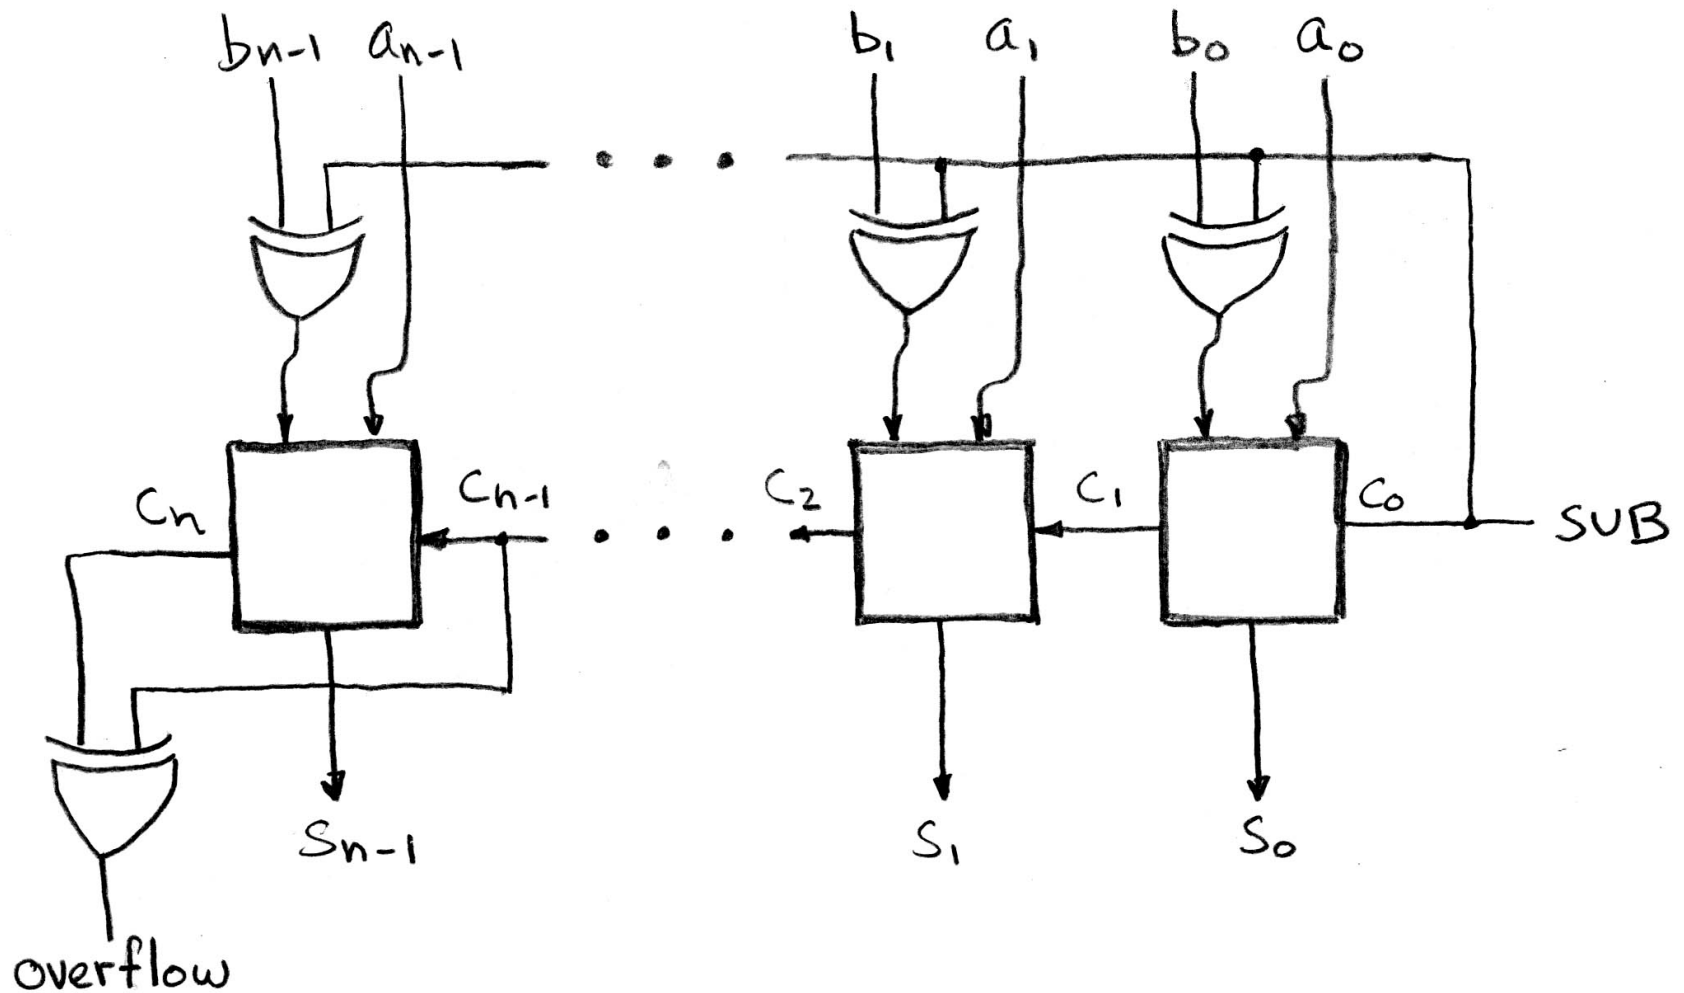 bn-1 an-1 b1 a1 b0 a0
Cn Cn-1 C2 C1 C0 SUB
Sn-1 S1 S0
overflow